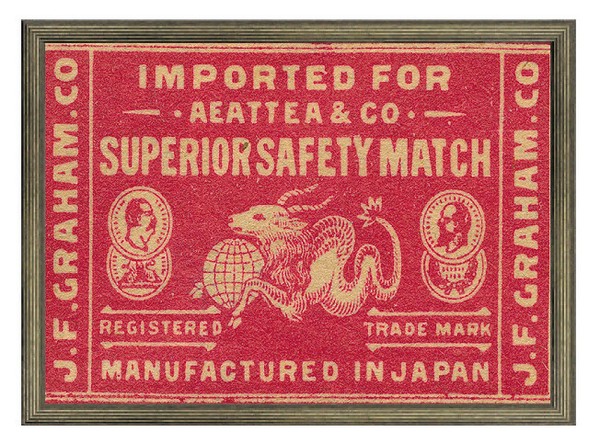 IMPORTED FOR
AEATTEA & CO
SUPERIOR SAFETY MATCH
REGISTERED TRADE MARK
MANUFACTURED IN JAPAN
J.F.GRAHAM.CO
J.F.GRAHAM.CO